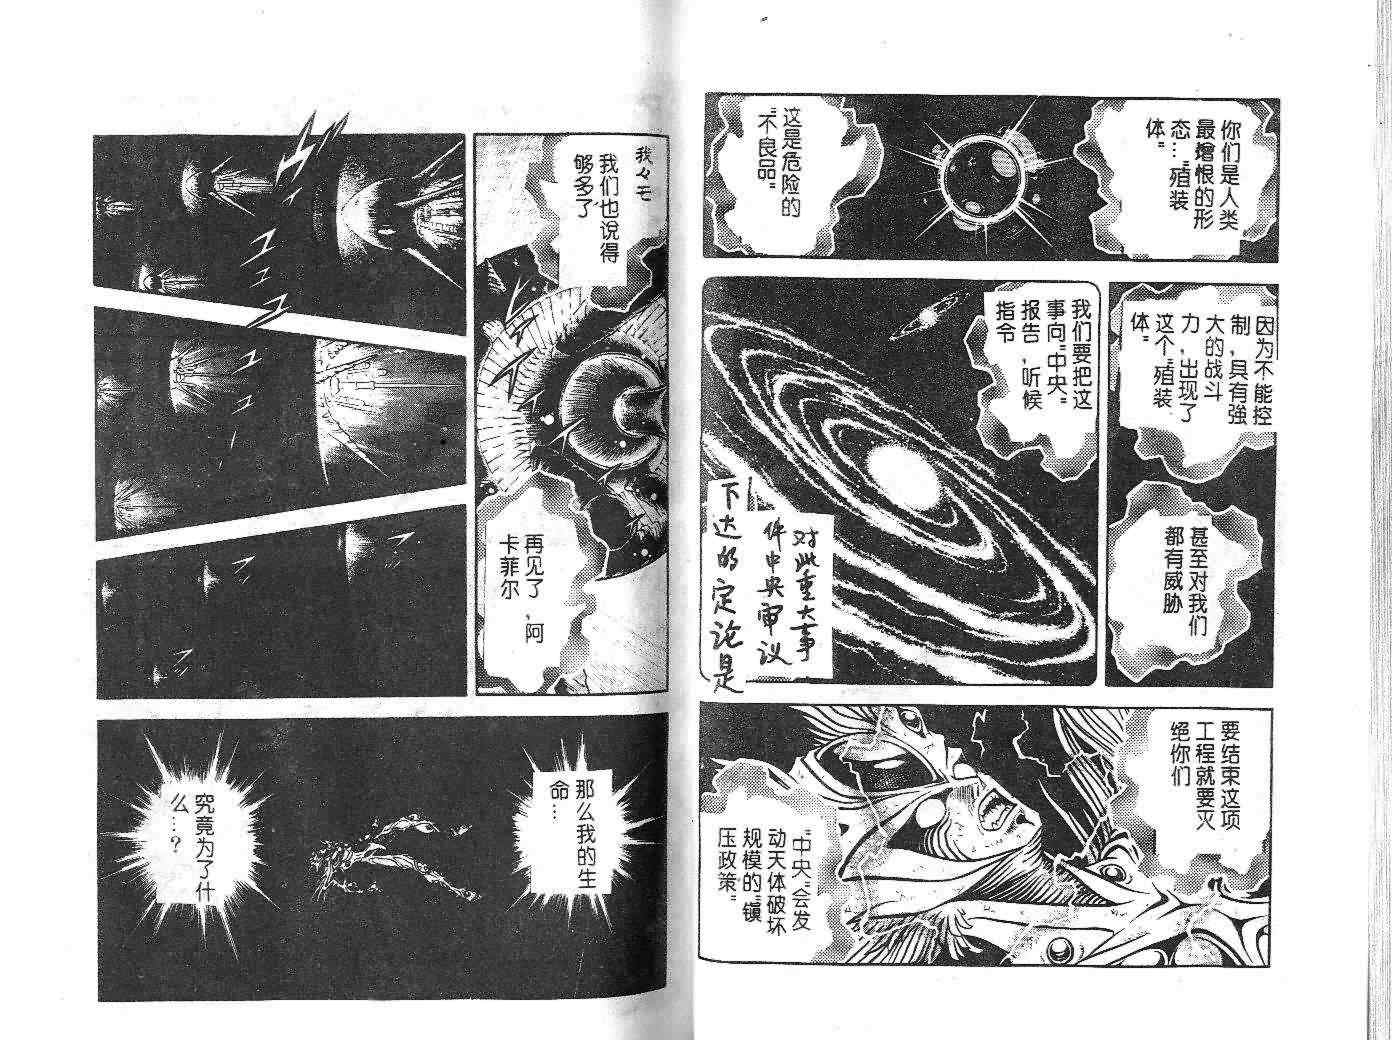 你们是人类
最增恨的形
态…“殖装
体”
这是危险的
“不良品”
因为不能控
制，具有強
大的战斗
力，出现了
这个“殖装
体”
甚至对我们
都有威胁
我们要把这
事向“中央”
报告，听候
指令
对此重大事
件中央审议
下达的定论是
要结束这项
工程就要灭
绝你们
“中央”会发
动天体破坏
规模的“镇
压政策”
我々モ
我们也说得
够多了
再见了，阿
卡菲尔
ユ
ユ
ユ
那么我的生
命…
究竟为了什
么…？